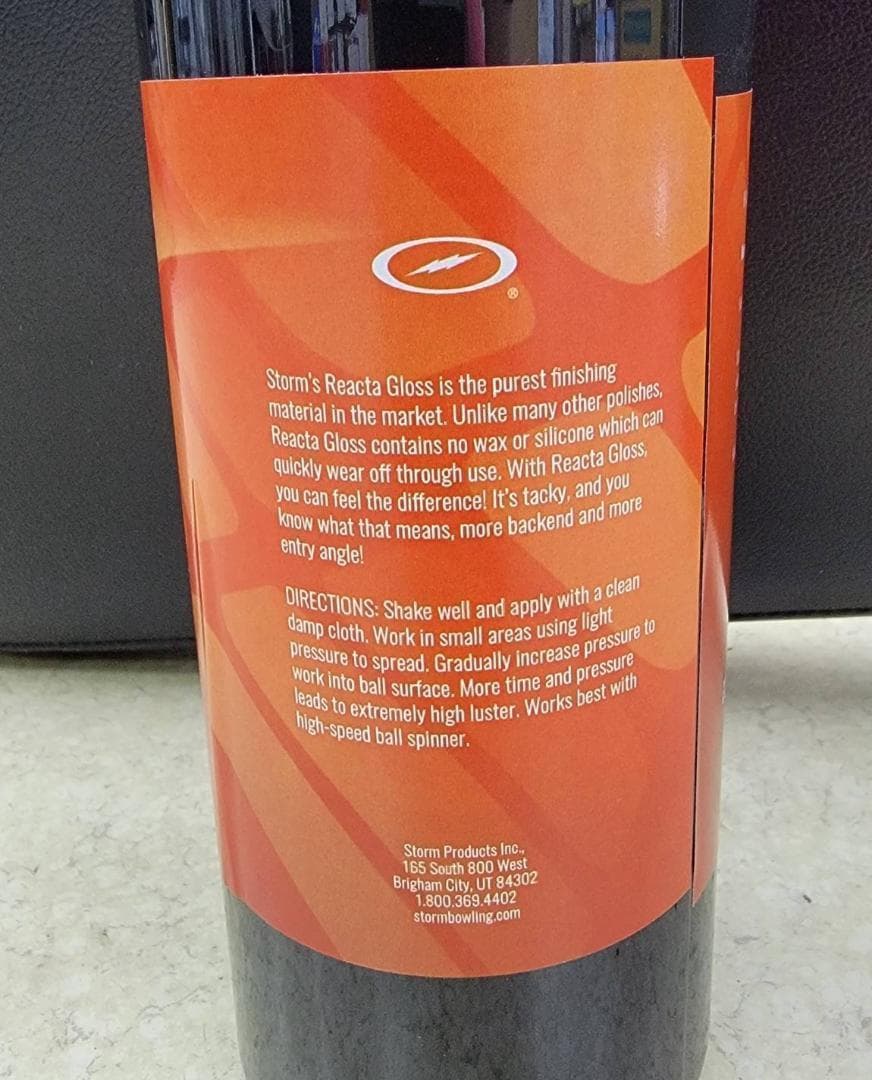 ®
Storm's Reacta Gloss is the purest finishing
material in the market. Unlike many other polishes,
Reacta Gloss contains no wax or silicone which can
quickly wear off through use. With Reacta Gloss,
you can feel the difference! It's tacky, and you
know what that means, more backend and more
entry angle!
DIRECTIONS: Shake well and apply with a clean
damp cloth. Work in small areas using light
pressure to spread. Gradually increase pressure to
work into ball surface. More time and pressure
leads to extremely high luster. Works best with
high-speed ball spinner.
Storm Products Inc.,
165 South 800 West
Brigham City, UT 84302
1.800.369.4402
stormbowling.com